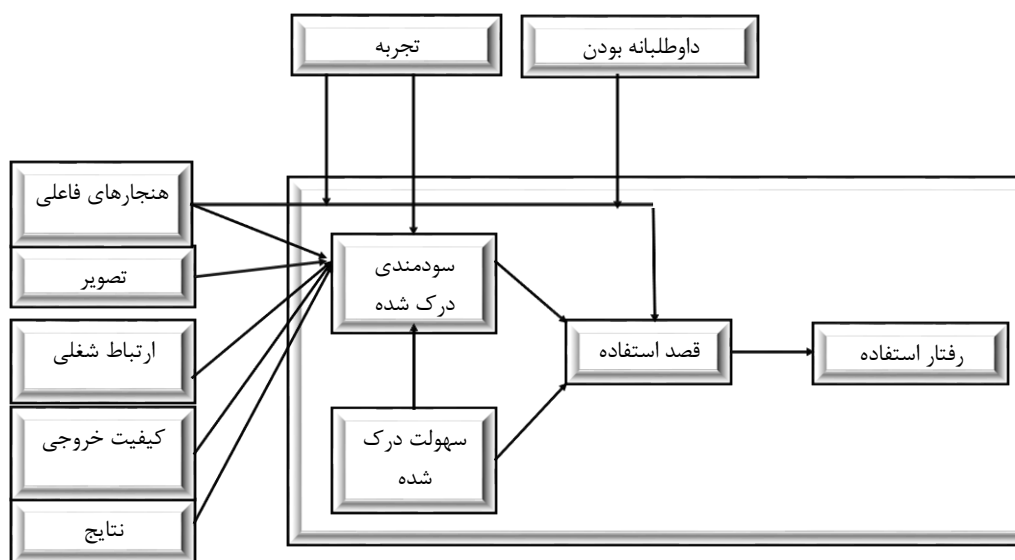 تجربه
داوطلبانه بودن
هنجارهای فاعلی
تصویر
ارتباط شغلی
کیفیت خروجی
نتایج
سودمندی
درک شده
سهولت درک
شده
قصد استفاده
رفتار استفاده